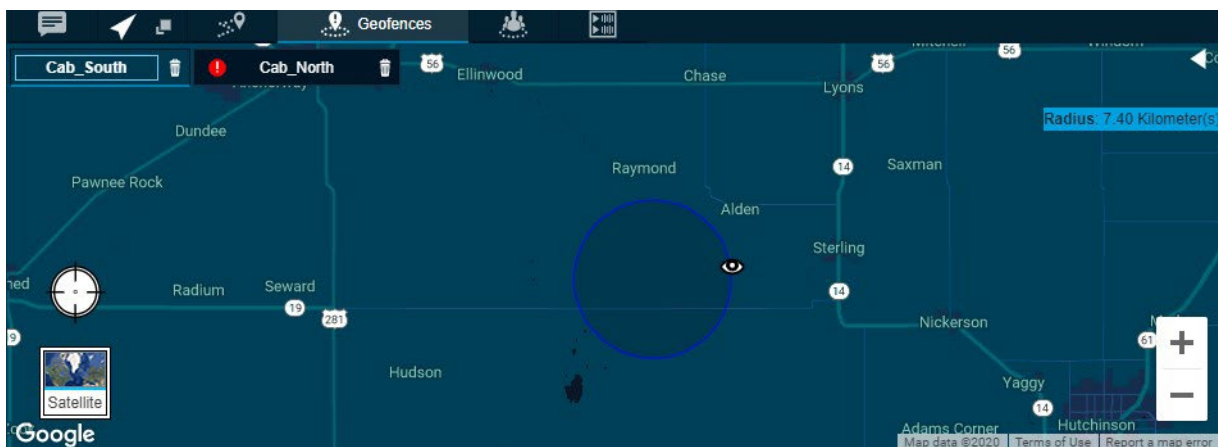 Geofences
Cab_South
Cab_North
56
Ellinwood
Chase
56
56
Lyons
Radius: 7.40 Kilometer(s)
Dundee
Raymond
14
Saxman
Pawnee Rock
Alden
Sterling
Radium
Seward
19
281
14
Nickerson
61
Hudson
Yaggy
14
Satellite
Google
Adams Corner
Hutchinson
Map data ©2020
Terms of Use
Report a map error